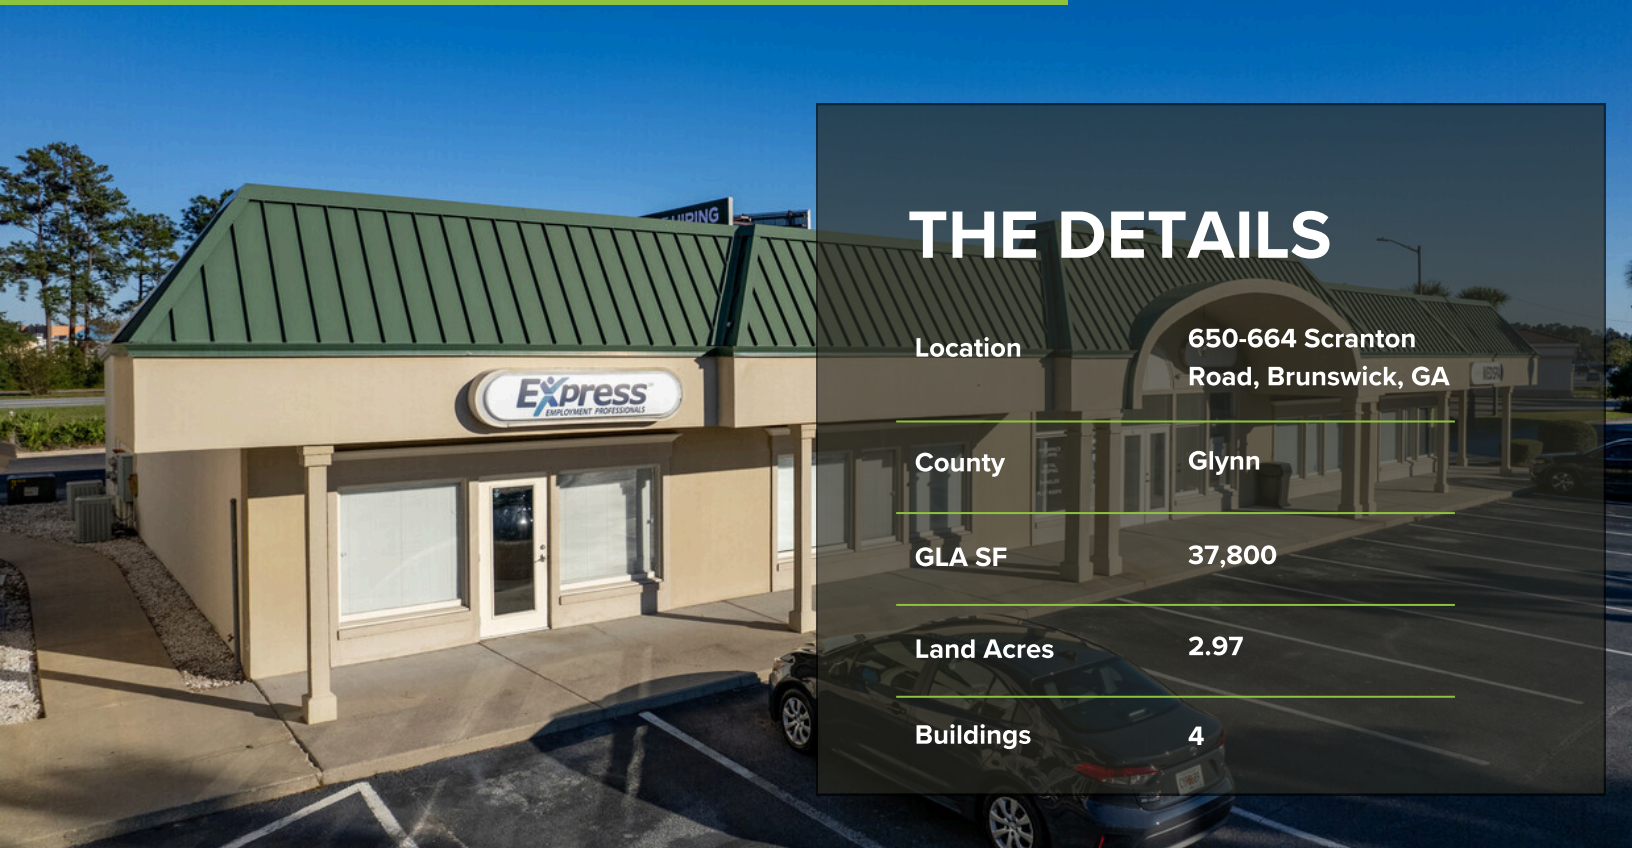 HIRING
THE DETAILS
Location
650-664 Scranton
Road, Brunswick, GA
EXpress
EMPLOYMENT PROFESSIONALS
County
Glynn
GLA SF
37,800
Land Acres
2.97
Buildings
4